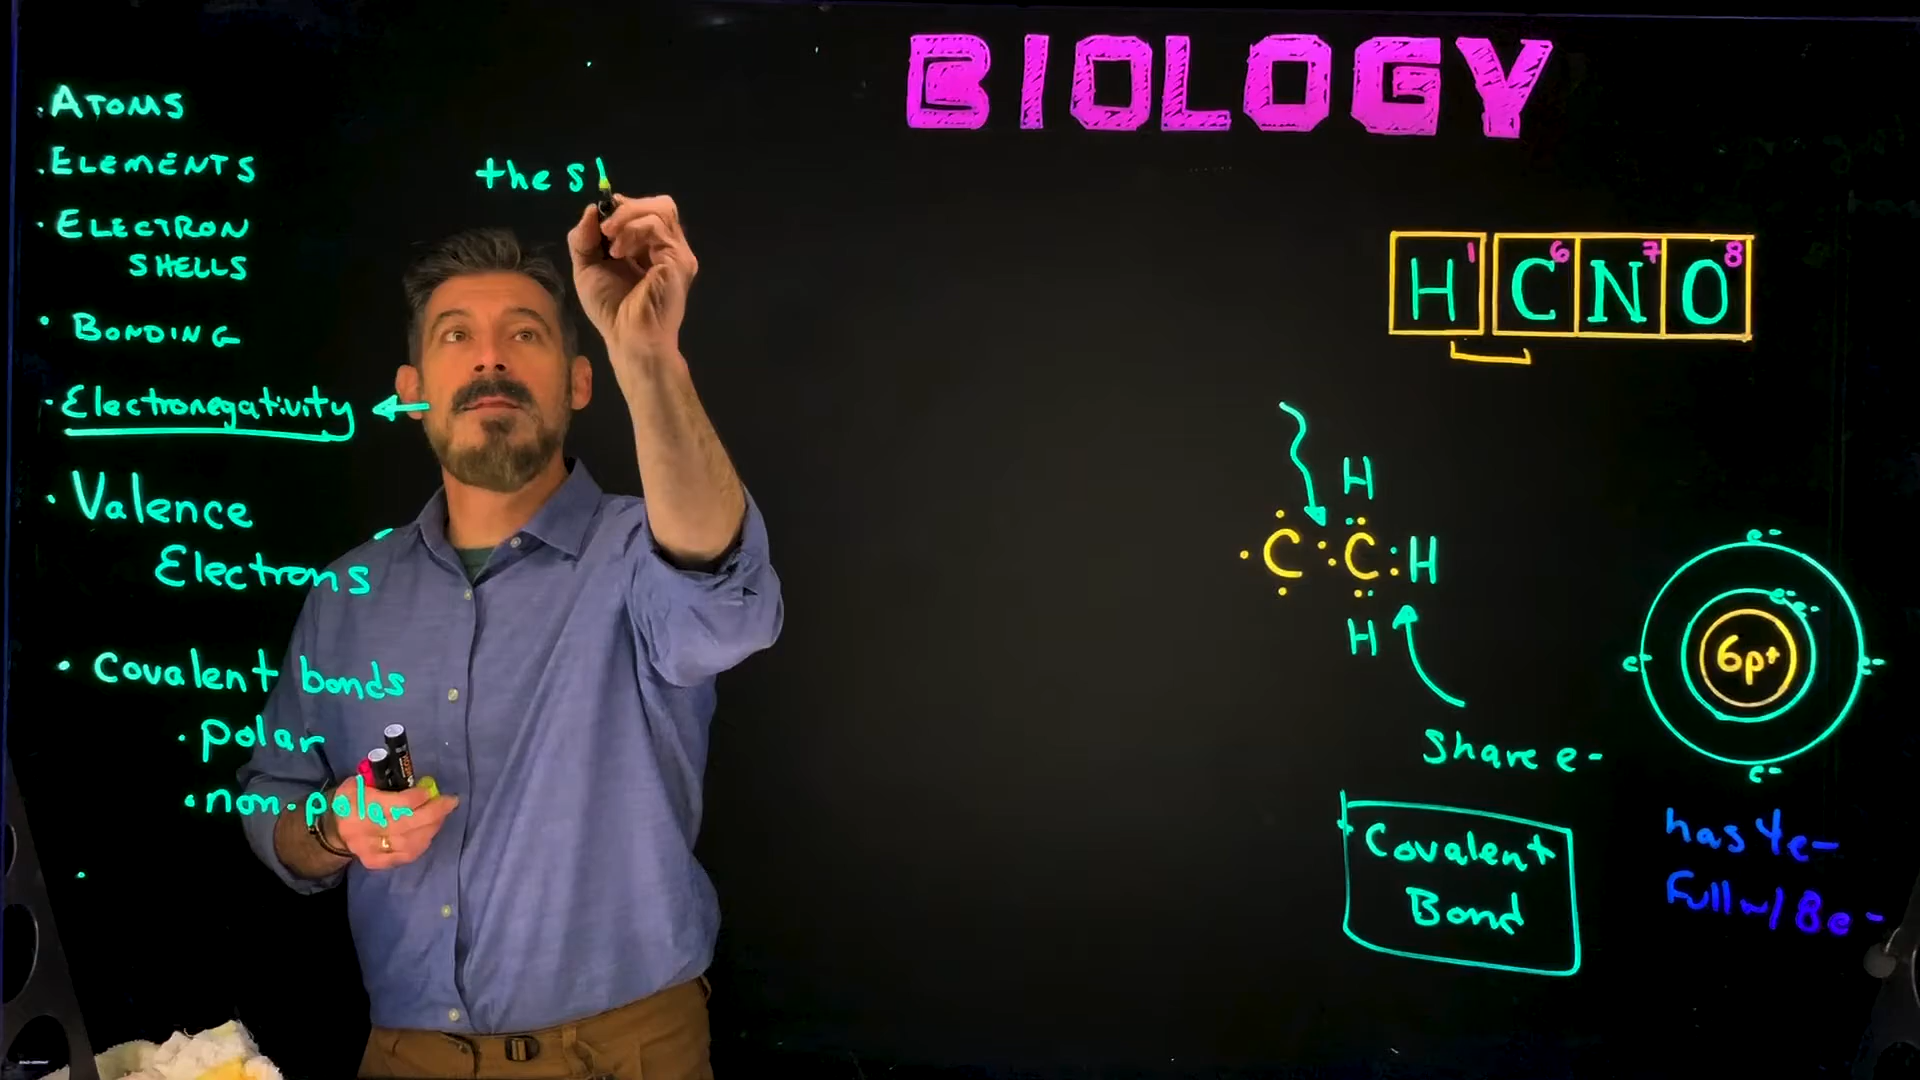 BIOLOGY
. ATOMS
. ELEMENTS
· ELECTRON
SHELLS
• BONDING
· Electronegativity
· Valence
Electrons
• Covalent bonds
· polar
• non-polar
the s
H 1 C 6 N 7 O 8
H
C C H
H
share e-
Covalent
Bond
e-
e- e-
e- 6p+ e-
e-
has 4e-
Full w/ 8e-